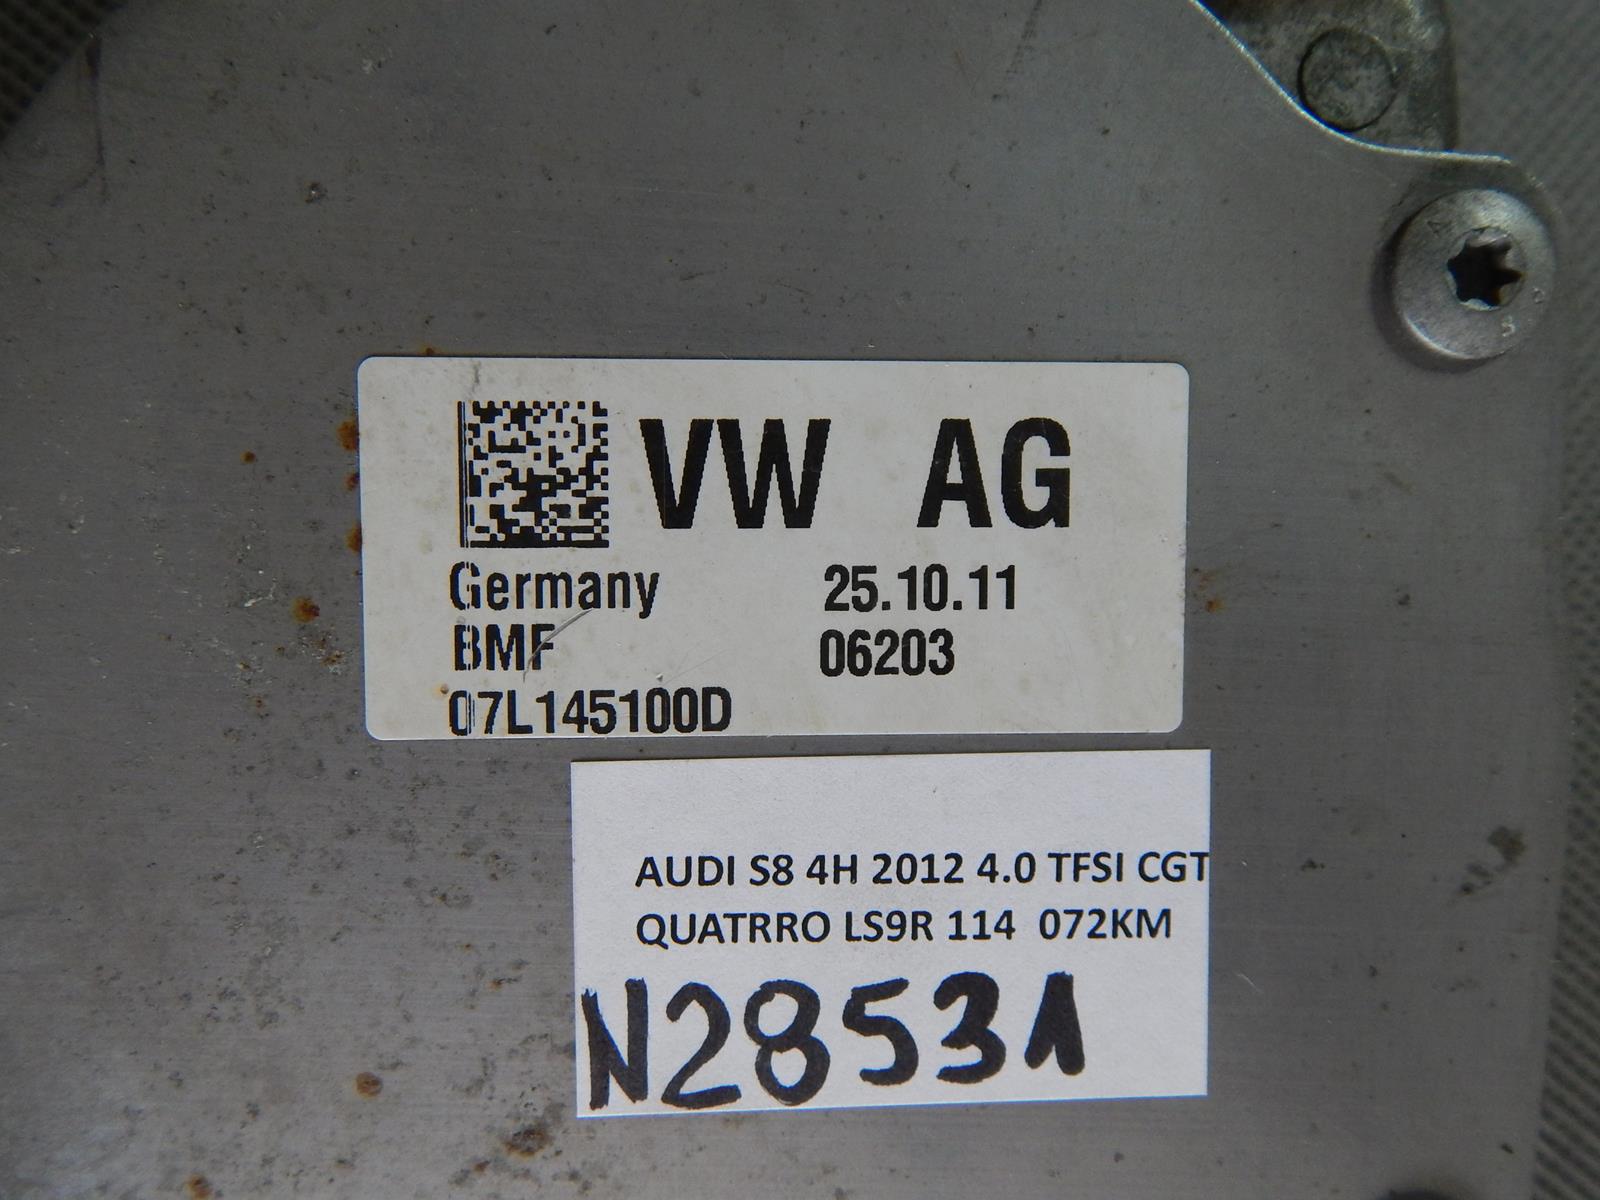 VW AG
Germany 25.10.11
BMF 06203
07L145100D
AUDI S8 4H 2012 4.0 TFSI CGT
QUATRRO LS9R 114 072KM
N28531